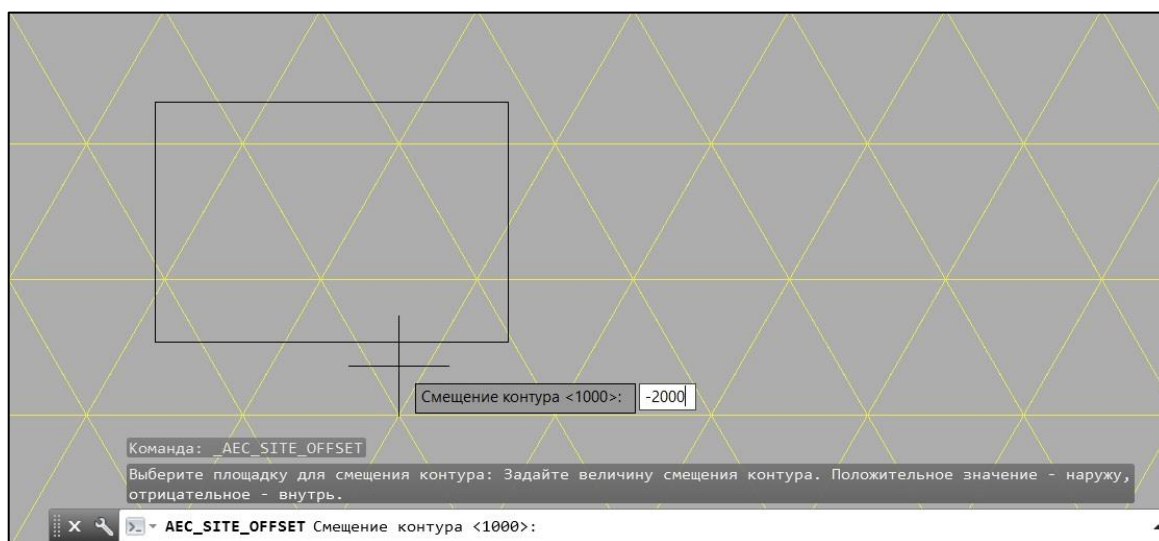 Смещение контура <1000>: -2000
Команда: _AEC_SITE_OFFSET
Выберите площадку для смещения контура: Задайте величину смещения контура. Положительное значение - наружу,
отрицательное - внутрь.
AEC_SITE_OFFSET Смещение контура <1000>: